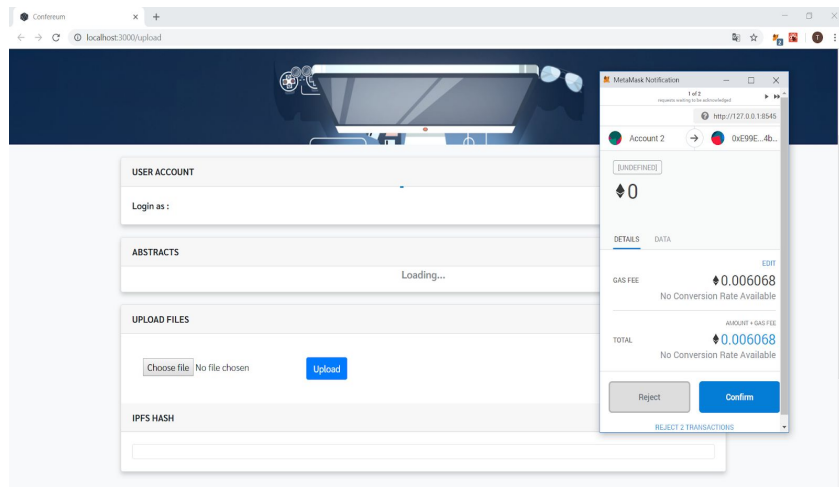 Confereum
localhost:3000/upload
2
T
MetaMask Notification
1 of 2
requests waiting to be acknowledged
http://127.0.0.1:8545
Account 2
0xE99E...4b...
[UNDEFINED]
0
DETAILS DATA
EDIT
GAS FEE 0.006068
No Conversion Rate Available
AMOUNT + GAS FEE
TOTAL 0.006068
No Conversion Rate Available
Reject Confirm
REJECT 2 TRANSACTIONS
USER ACCOUNT
Login as :
ABSTRACTS
Loading...
UPLOAD FILES
Choose file No file chosen Upload
IPFS HASH